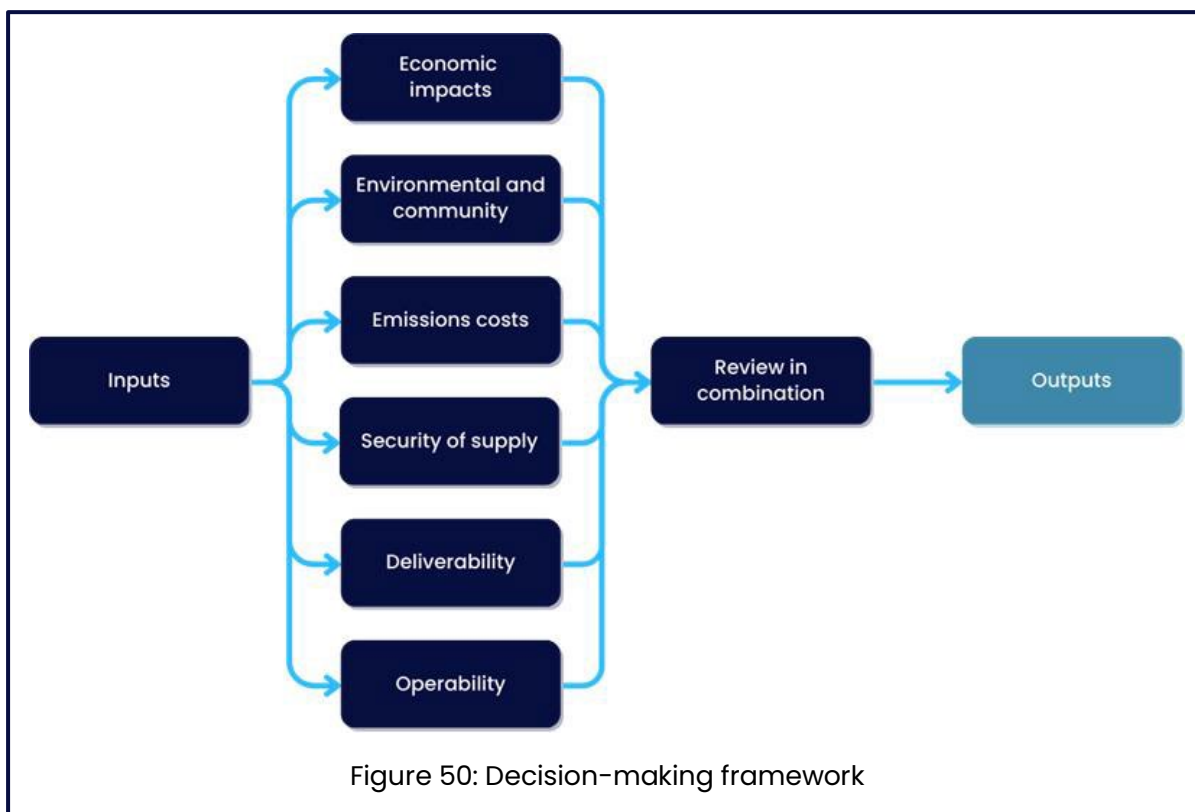 Economic
impacts
Environmental and
community
Emissions costs
Inputs
Review in
combination
Outputs
Security of supply
Deliverability
Operability
Figure 50: Decision-making framework